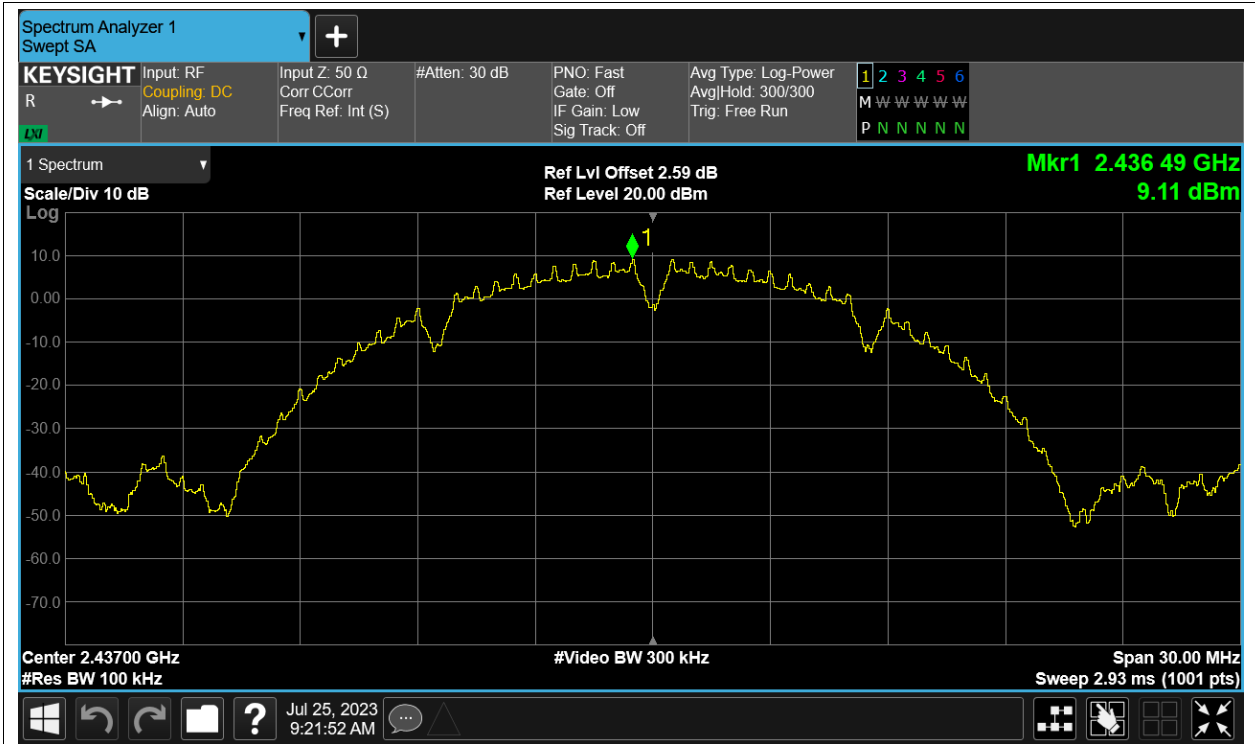 Spectrum Analyzer 1
Swept SA
KEYSIGHT
R
LXI
Input: RF
Coupling: DC
Align: Auto
Input Z: 50 Ω
Corr CCorr
Freq Ref: Int (S)
#Atten: 30 dB
PNO: Fast
Gate: Off
IF Gain: Low
Sig Track: Off
Avg Type: Log-Power
Avg|Hold: 300/300
Trig: Free Run
1 2 3 4 5 6
M W W W W W
P N N N N N
1 Spectrum
Scale/Div 10 dB
Log
Ref Lvl Offset 2.59 dB
Ref Level 20.00 dBm
Mkr1 2.436 49 GHz
9.11 dBm
1
10.0
0.00
-10.0
-20.0
-30.0
-40.0
-50.0
-60.0
-70.0
Center 2.43700 GHz
#Res BW 100 kHz
#Video BW 300 kHz
Span 30.00 MHz
Sweep 2.93 ms (1001 pts)
?
Jul 25, 2023
9:21:52 AM